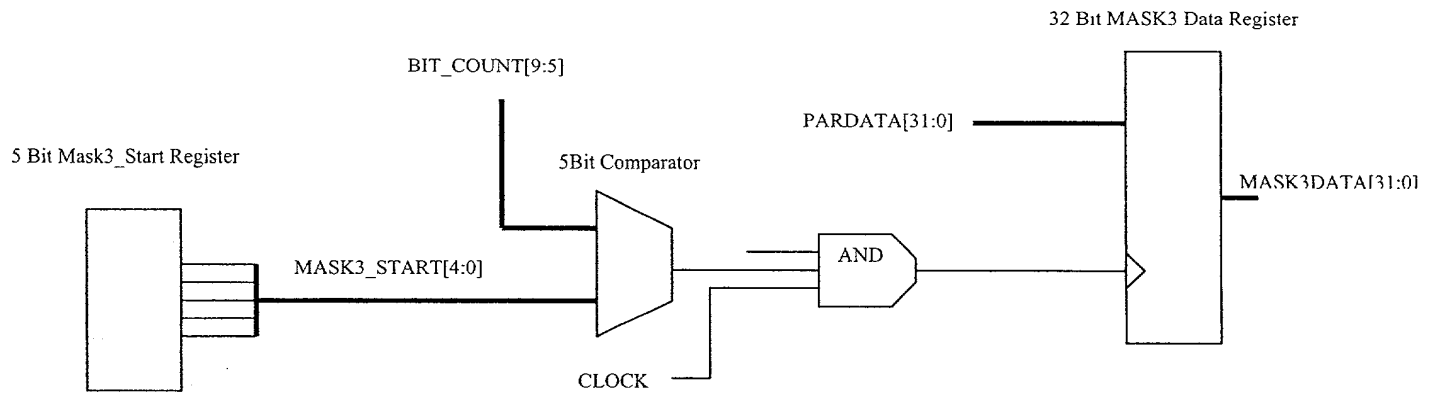 32 Bit MASK3 Data Register
BIT_COUNT[9:5]
PARDATA[31:0]
5 Bit Mask3_Start Register
5Bit Comparator
MASK3DATA[31:0]
AND
MASK3_START[4:0]
CLOCK